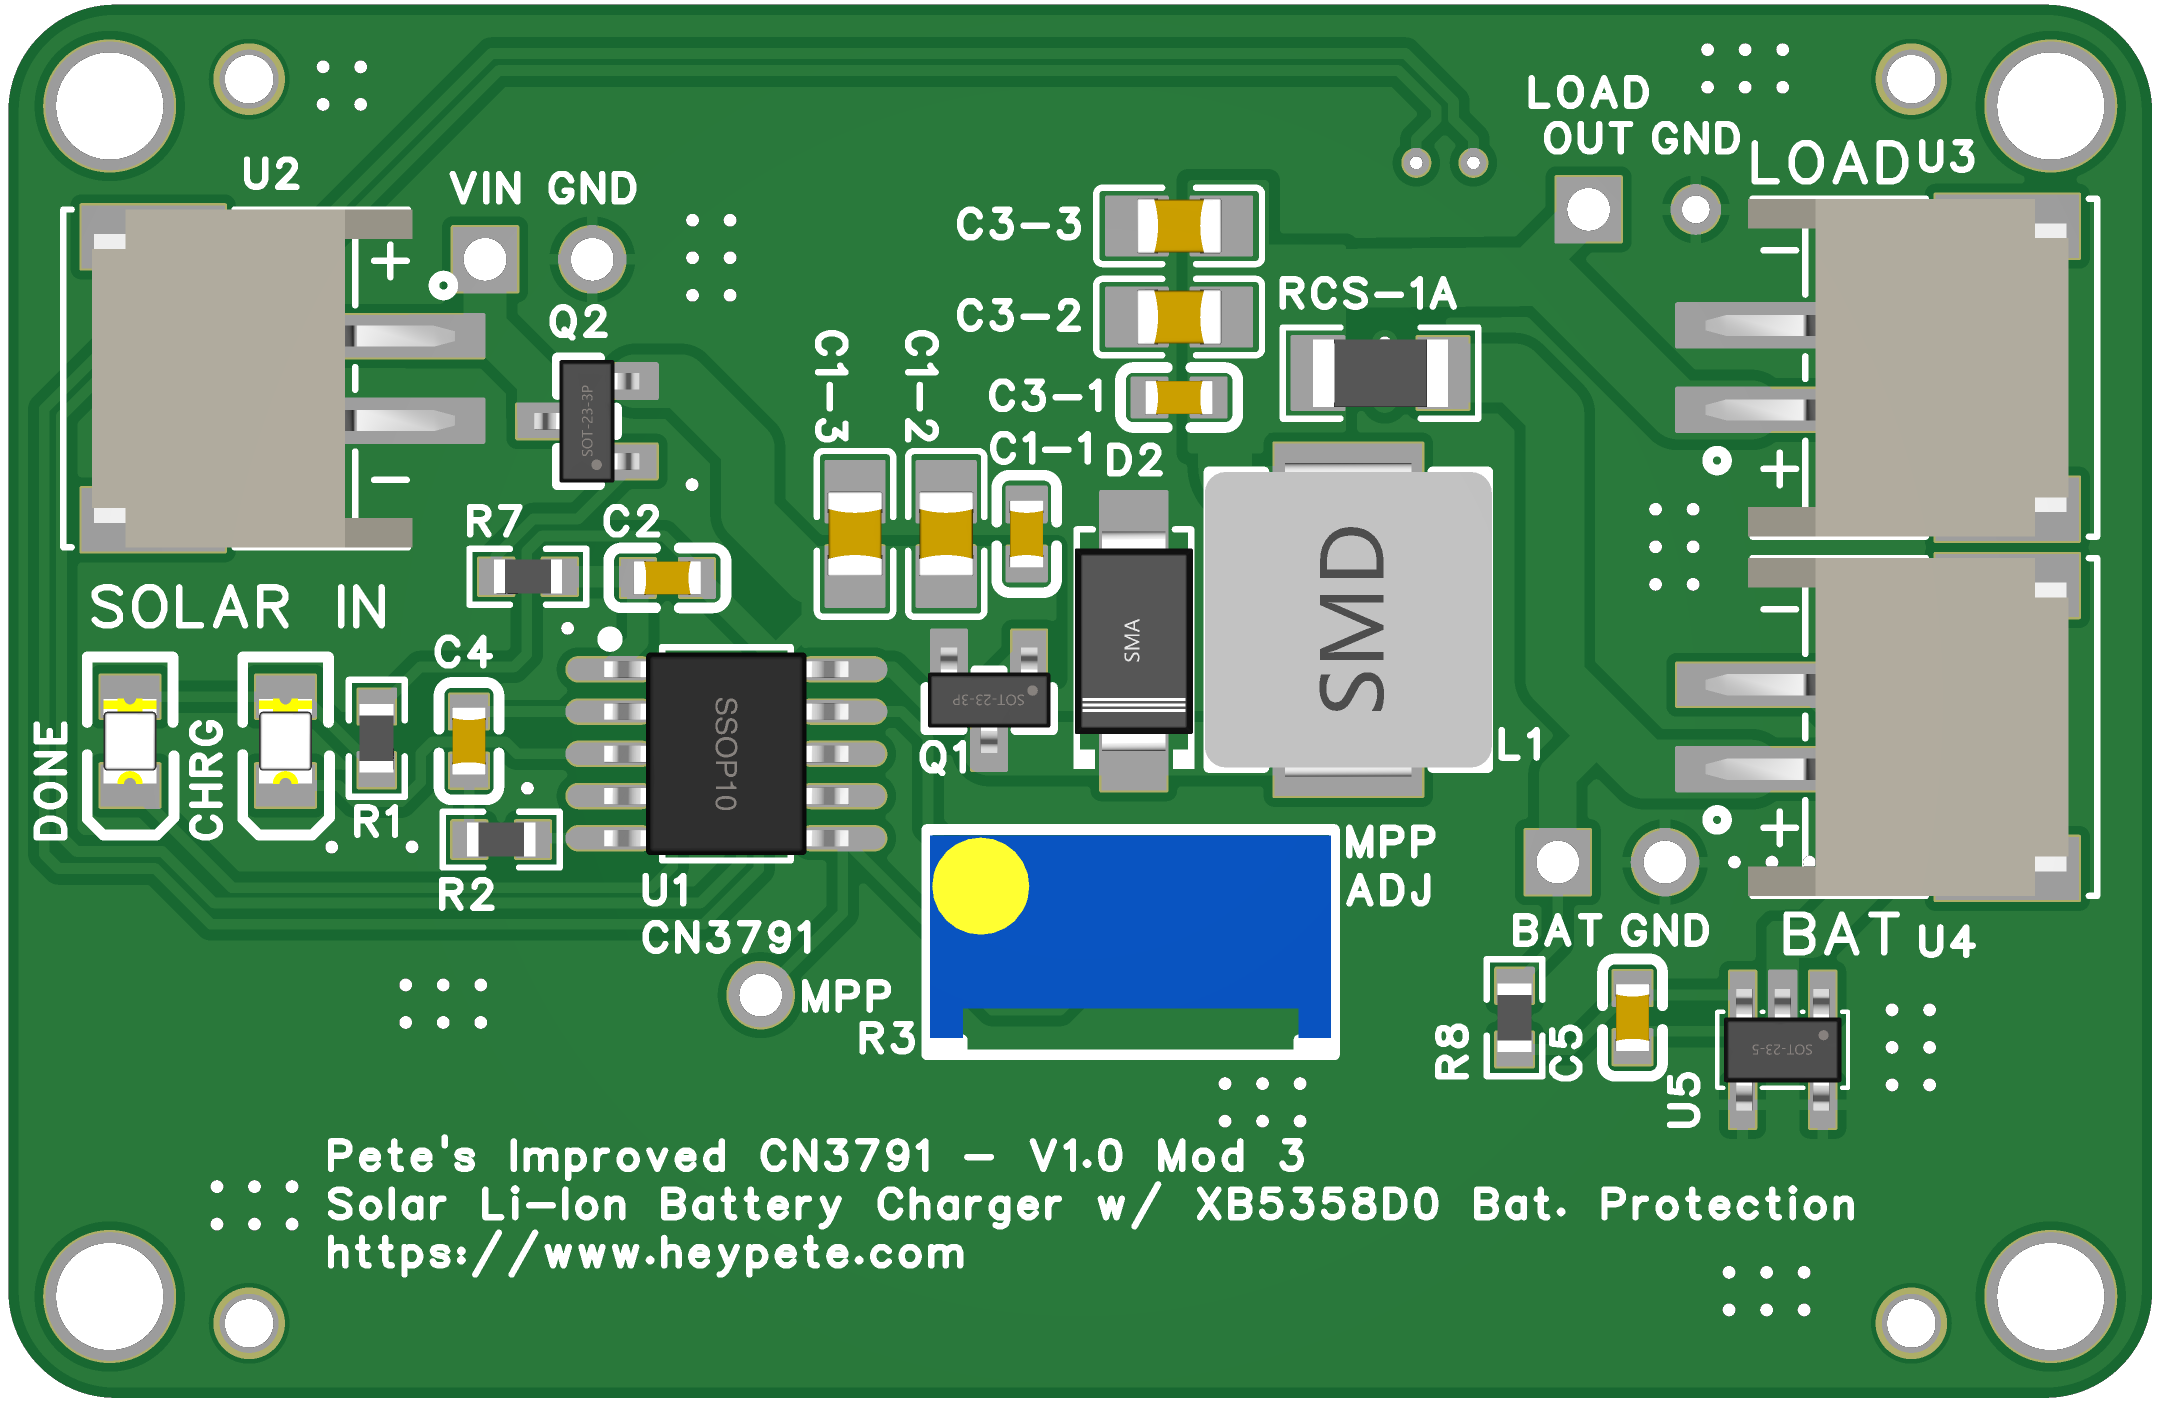 LOAD
OUT GND
LOAD U3
U2
VIN GND
C3-3
+
-
Q2
C3-2
RCS-1A
C1-3
C1-2
C3-1
SOT-23-3P
C1-1
D2
+
-
R7
C2
SMD
SOLAR IN
-
SMA
C4
SOT-23-3P
SSOP10
DONE
CHRG
Q1
L1
R1
+
MPP
ADJ
R2
U1
CN3791
BAT GND
BAT U4
MPP
R3
R8
C5
SOT-23-5
U5
Pete's Improved CN3791 - V1.0 Mod 3
Solar Li-Ion Battery Charger w/ XB5358D0 Bat. Protection
https://www.heypete.com